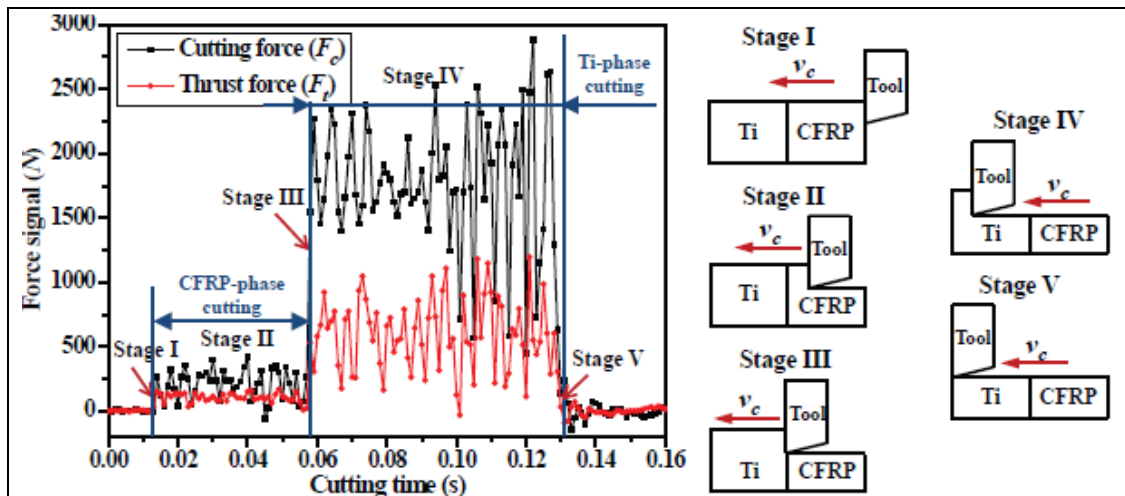 3000
2500
2000
1500
1000
500
0
Force signal (N)
Cutting force (Fc)
Thrust force (Ft)
Stage IV
Ti-phase
cutting
Stage III
CFRP-phase
cutting
Stage I
Stage II
Stage V
0.00 0.02 0.04 0.06 0.08 0.10 0.12 0.14 0.16
Cutting time (s)
Stage I
vc
Tool
Ti CFRP
Stage II
vc
Tool
Ti
CFRP
Stage III
vc
Tool
Ti CFRP
Stage IV
Tool
vc
Ti CFRP
Stage V
Tool
vc
Ti CFRP